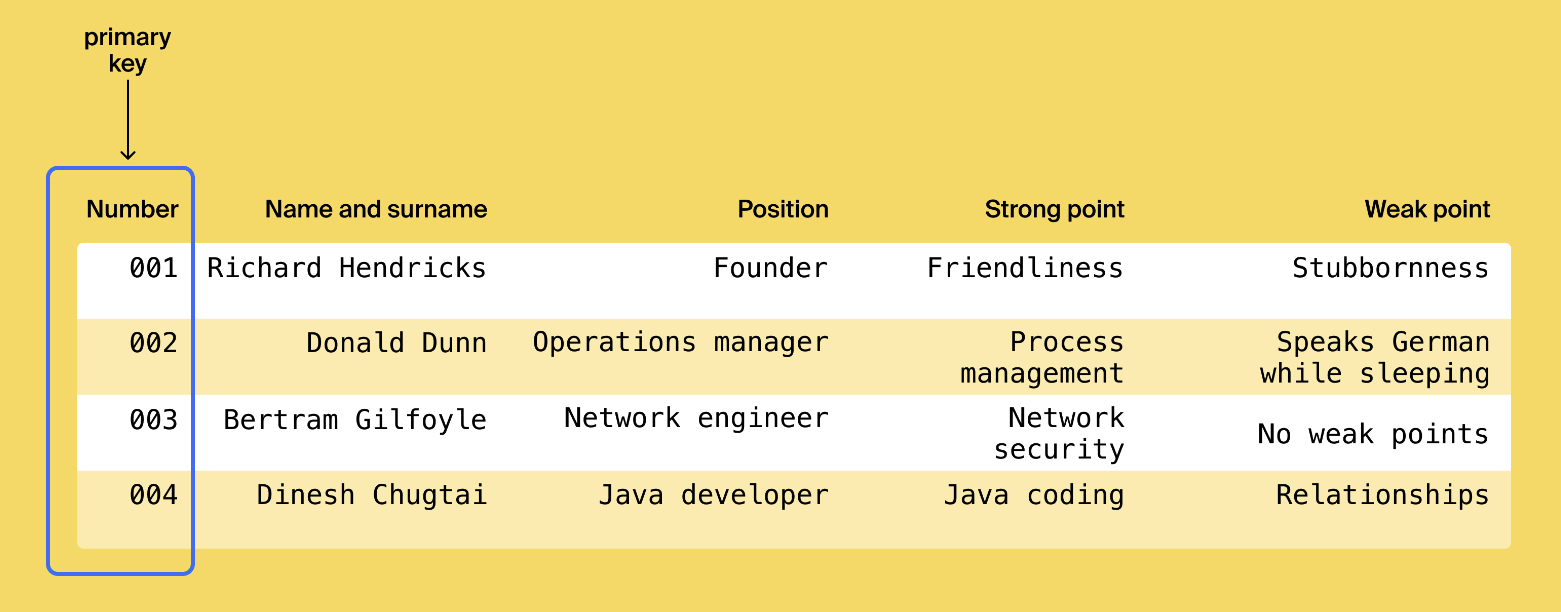 primary
key
Number Name and surname Position Strong point Weak point
001 Richard Hendricks Founder Friendliness Stubbornness
002 Donald Dunn Operations manager Process Speaks German
management while sleeping
003 Bertram Gilfoyle Network engineer Network No weak points
security
004 Dinesh Chugtai Java developer Java coding Relationships